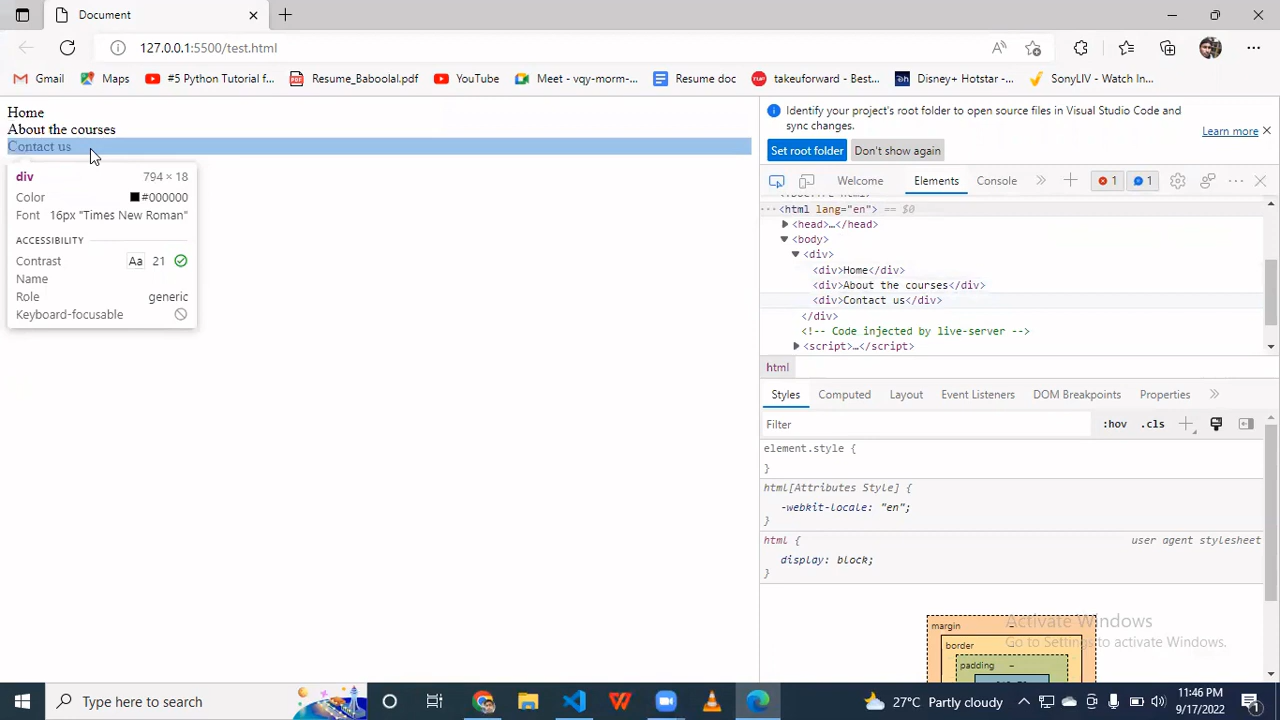 Document
127.0.0.1:5500/test.html
Gmail Maps #5 Python Tutorial f... Resume_Baboolal.pdf YouTube Meet - vqy-morm-... Resume doc takeuforward - Best... Disney+ Hotstar -... SonyLIV - Watch In...
Home
About the courses
Contact us
div 794 × 18
Color #000000
Font 16px "Times New Roman"
ACCESSIBILITY
Contrast Aa 21
Name
Role generic
Keyboard-focusable
Identify your project's root folder to open source files in Visual Studio Code and
sync changes.
Learn more
Set root folder Don't show again
Welcome Elements Console 1 1
<html lang="en"> == $0
<head>…</head>
<body>
<div>
<div>Home</div>
<div>About the courses</div>
<div>Contact us</div>
</div>
<!-- Code injected by live-server -->
<script>…</script>
html
Styles Computed Layout Event Listeners DOM Breakpoints Properties
Filter :hov .cls
element.style {
}
html[Attributes Style] {
-webkit-locale: "en";
}
html { user agent stylesheet
display: block;
}
margin –
border
padding –
Activate Windows
Go to Settings to activate Windows.
Type here to search
27°C Partly cloudy
11:46 PM
9/17/2022
1